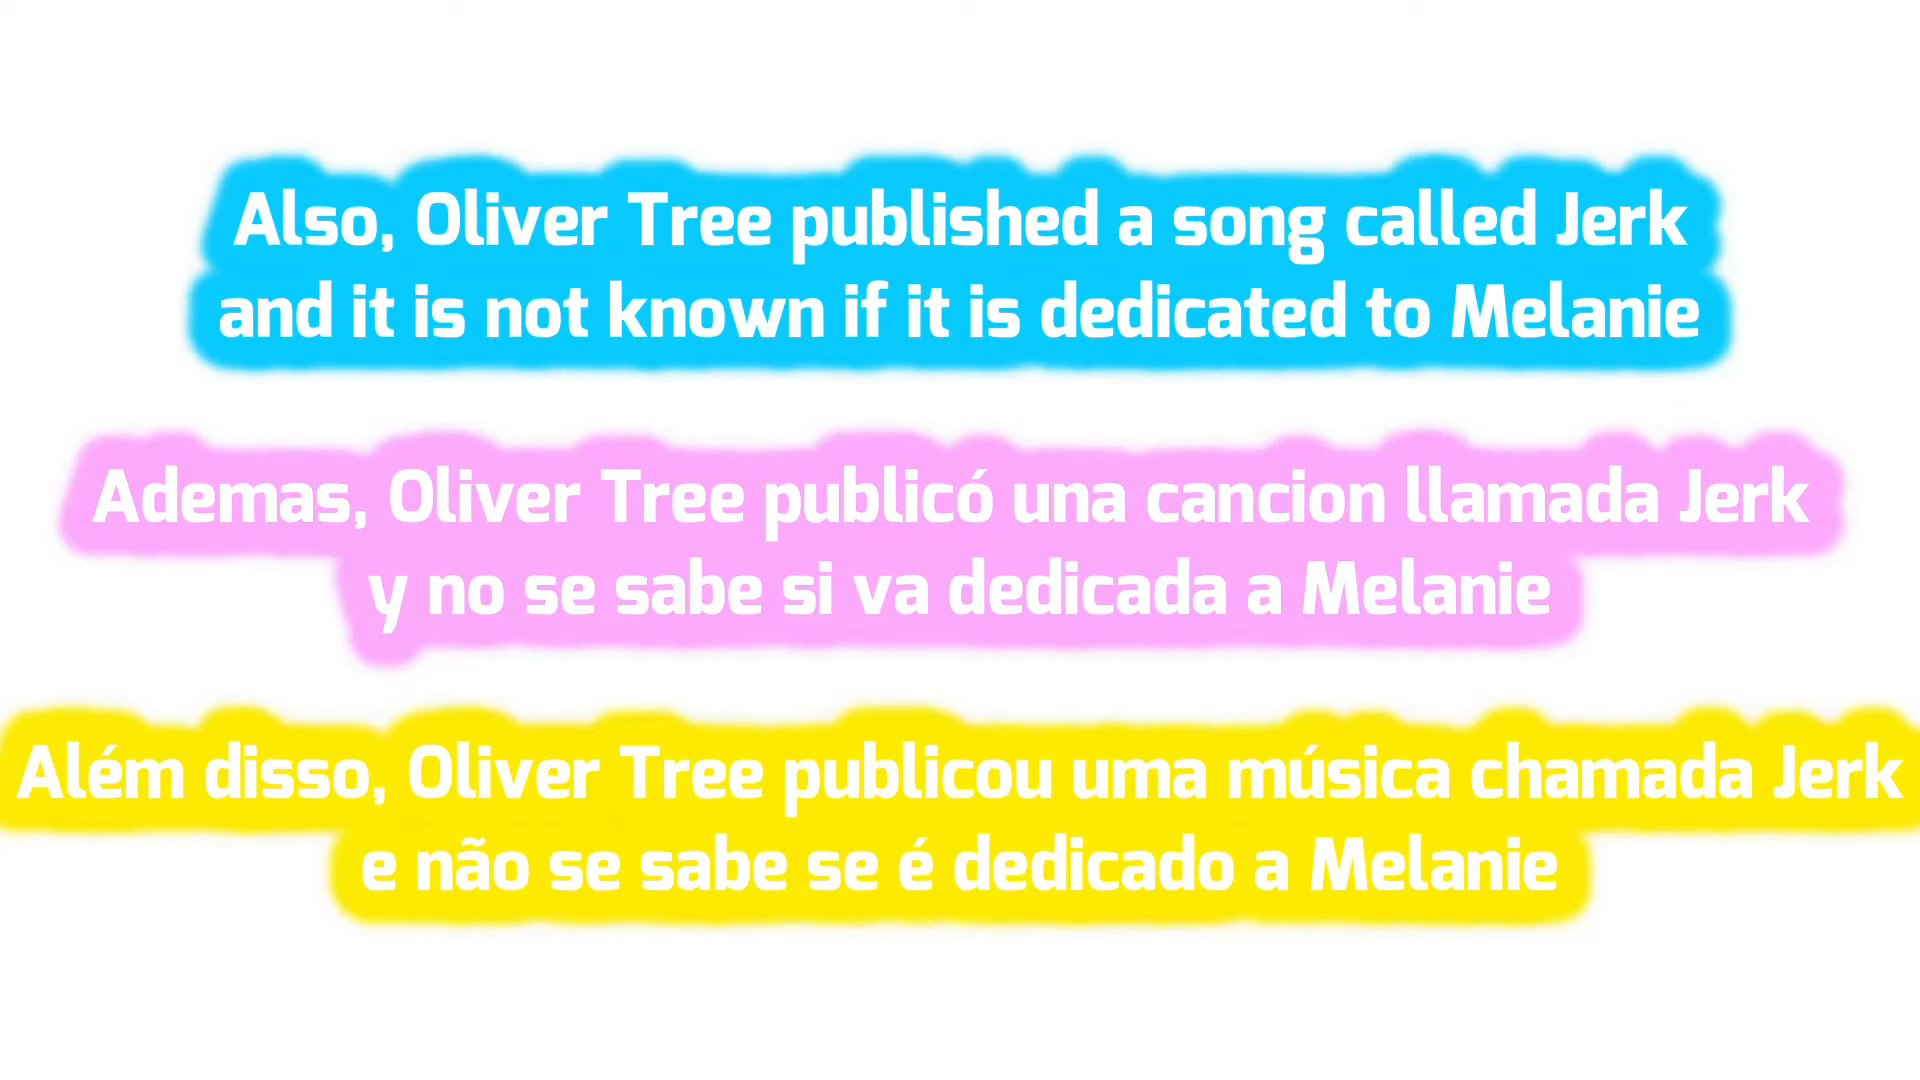 Also, Oliver Tree published a song called Jerk
and it is not known if it is dedicated to Melanie
Ademas, Oliver Tree publicó una cancion llamada Jerk
y no se sabe si va dedicada a Melanie
Além disso, Oliver Tree publicou uma música chamada Jerk
e não se sabe se é dedicado a Melanie